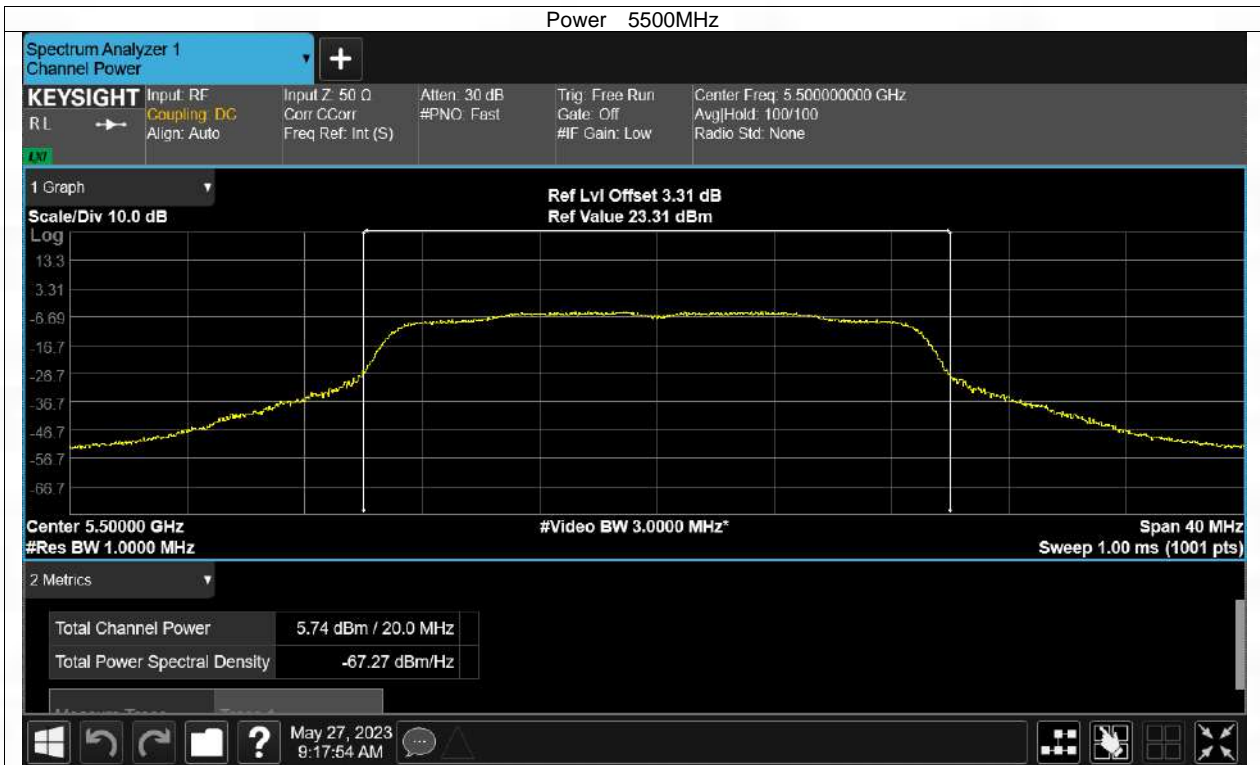 Power 5500MHz
Spectrum Analyzer 1
Channel Power
+
KEYSIGHT
RL
LXI
Input: RF
Coupling: DC
Align: Auto
Input Z: 50 Ω
Corr CCorr
Freq Ref: Int (S)
Atten: 30 dB
#PNO: Fast
Trig: Free Run
Gate: Off
#IF Gain: Low
Center Freq: 5.500000000 GHz
Avg|Hold: 100/100
Radio Std: None
1 Graph
Scale/Div 10.0 dB
Ref Lvl Offset 3.31 dB
Ref Value 23.31 dBm
Log
13.3
3.31
-6.69
-16.7
-26.7
-36.7
-46.7
-56.7
-66.7
Center 5.50000 GHz
#Res BW 1.0000 MHz
#Video BW 3.0000 MHz*
Span 40 MHz
Sweep 1.00 ms (1001 pts)
2 Metrics
Total Channel Power 5.74 dBm / 20.0 MHz
Total Power Spectral Density -67.27 dBm/Hz
?
May 27, 2023
9:17:54 AM